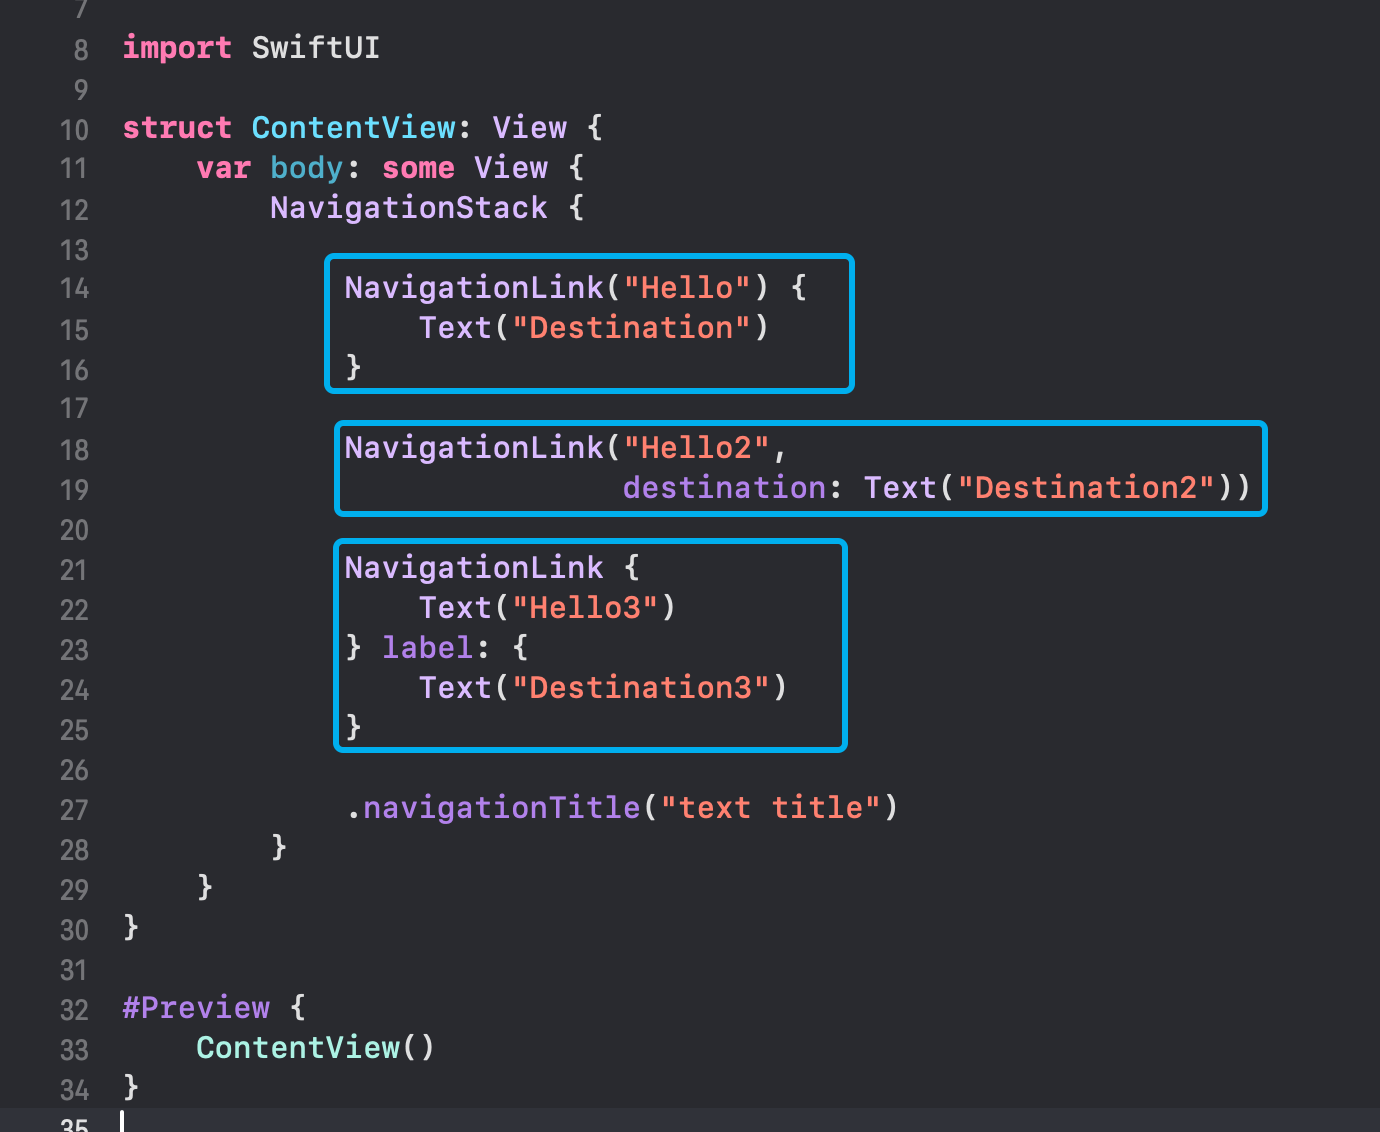 7
8 import SwiftUI
9
10 struct ContentView: View {
11     var body: some View {
12         NavigationStack {
13
14             NavigationLink("Hello") {
15                 Text("Destination")
16             }
17
18             NavigationLink("Hello2",
19                            destination: Text("Destination2"))
20
21             NavigationLink {
22                 Text("Hello3")
23             } label: {
24                 Text("Destination3")
25             }
26
27             .navigationTitle("text title")
28         }
29     }
30 }
31
32 #Preview {
33     ContentView()
34 }
35